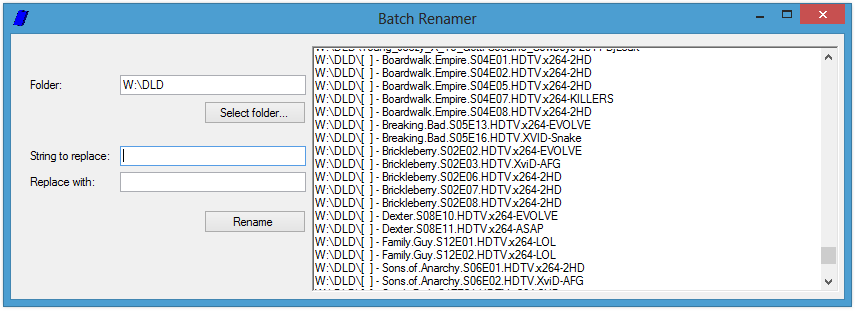 Batch Renamer
Folder:
W:\DLD
Select folder...
String to replace:
Replace with:
Rename
W:\DLD\[ ] - Boardwalk.Empire.S04E01.HDTV.x264-2HD
W:\DLD\[ ] - Boardwalk.Empire.S04E02.HDTV.x264-2HD
W:\DLD\[ ] - Boardwalk.Empire.S04E05.HDTV.x264-2HD
W:\DLD\[ ] - Boardwalk.Empire.S04E07.HDTV.x264-KILLERS
W:\DLD\[ ] - Boardwalk.Empire.S04E08.HDTV.x264-2HD
W:\DLD\[ ] - Breaking.Bad.S05E13.HDTV.x264-EVOLVE
W:\DLD\[ ] - Breaking.Bad.S05E16.HDTV.XVID-Snake
W:\DLD\[ ] - Brickleberry.S02E02.HDTV.x264-EVOLVE
W:\DLD\[ ] - Brickleberry.S02E03.HDTV.XviD-AFG
W:\DLD\[ ] - Brickleberry.S02E06.HDTV.x264-2HD
W:\DLD\[ ] - Brickleberry.S02E07.HDTV.x264-2HD
W:\DLD\[ ] - Brickleberry.S02E08.HDTV.x264-2HD
W:\DLD\[ ] - Dexter.S08E10.HDTV.x264-EVOLVE
W:\DLD\[ ] - Dexter.S08E11.HDTV.x264-ASAP
W:\DLD\[ ] - Family.Guy.S12E01.HDTV.x264-LOL
W:\DLD\[ ] - Family.Guy.S12E02.HDTV.x264-LOL
W:\DLD\[ ] - Sons.of.Anarchy.S06E01.HDTV.x264-2HD
W:\DLD\[ ] - Sons.of.Anarchy.S06E02.HDTV.XviD-AFG